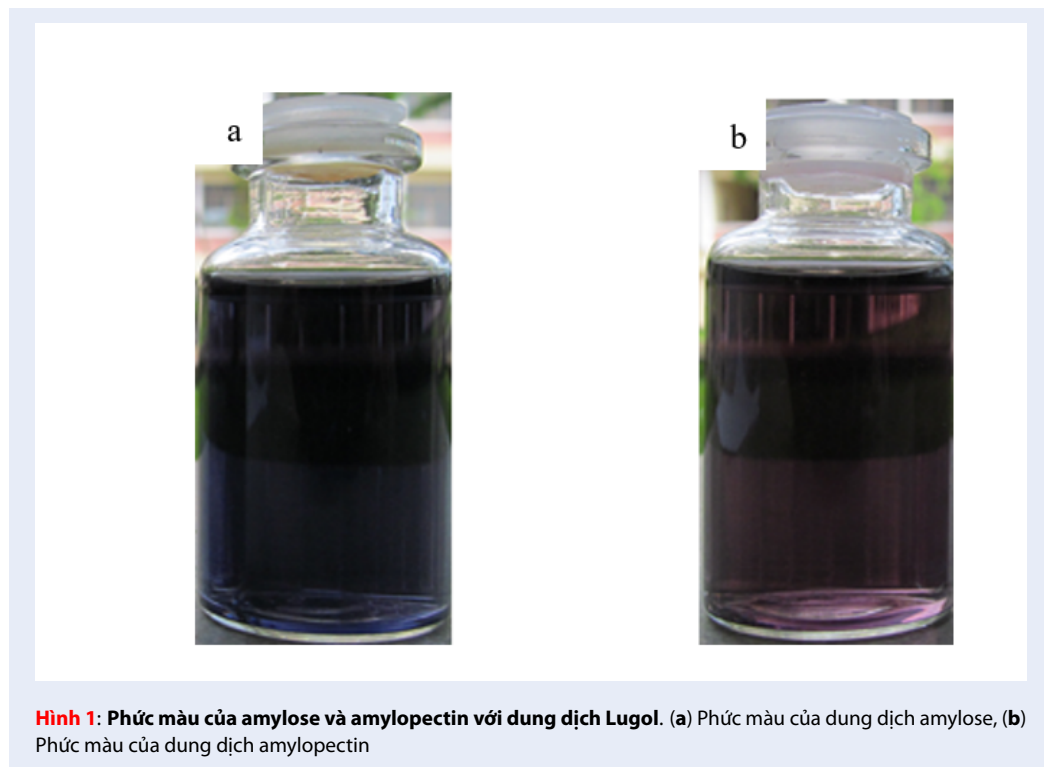 a
b
Hình 1: Phức màu của amylose và amylopectin với dung dịch Lugol. (a) Phức màu của dung dịch amylose, (b)
Phức màu của dung dịch amylopectin